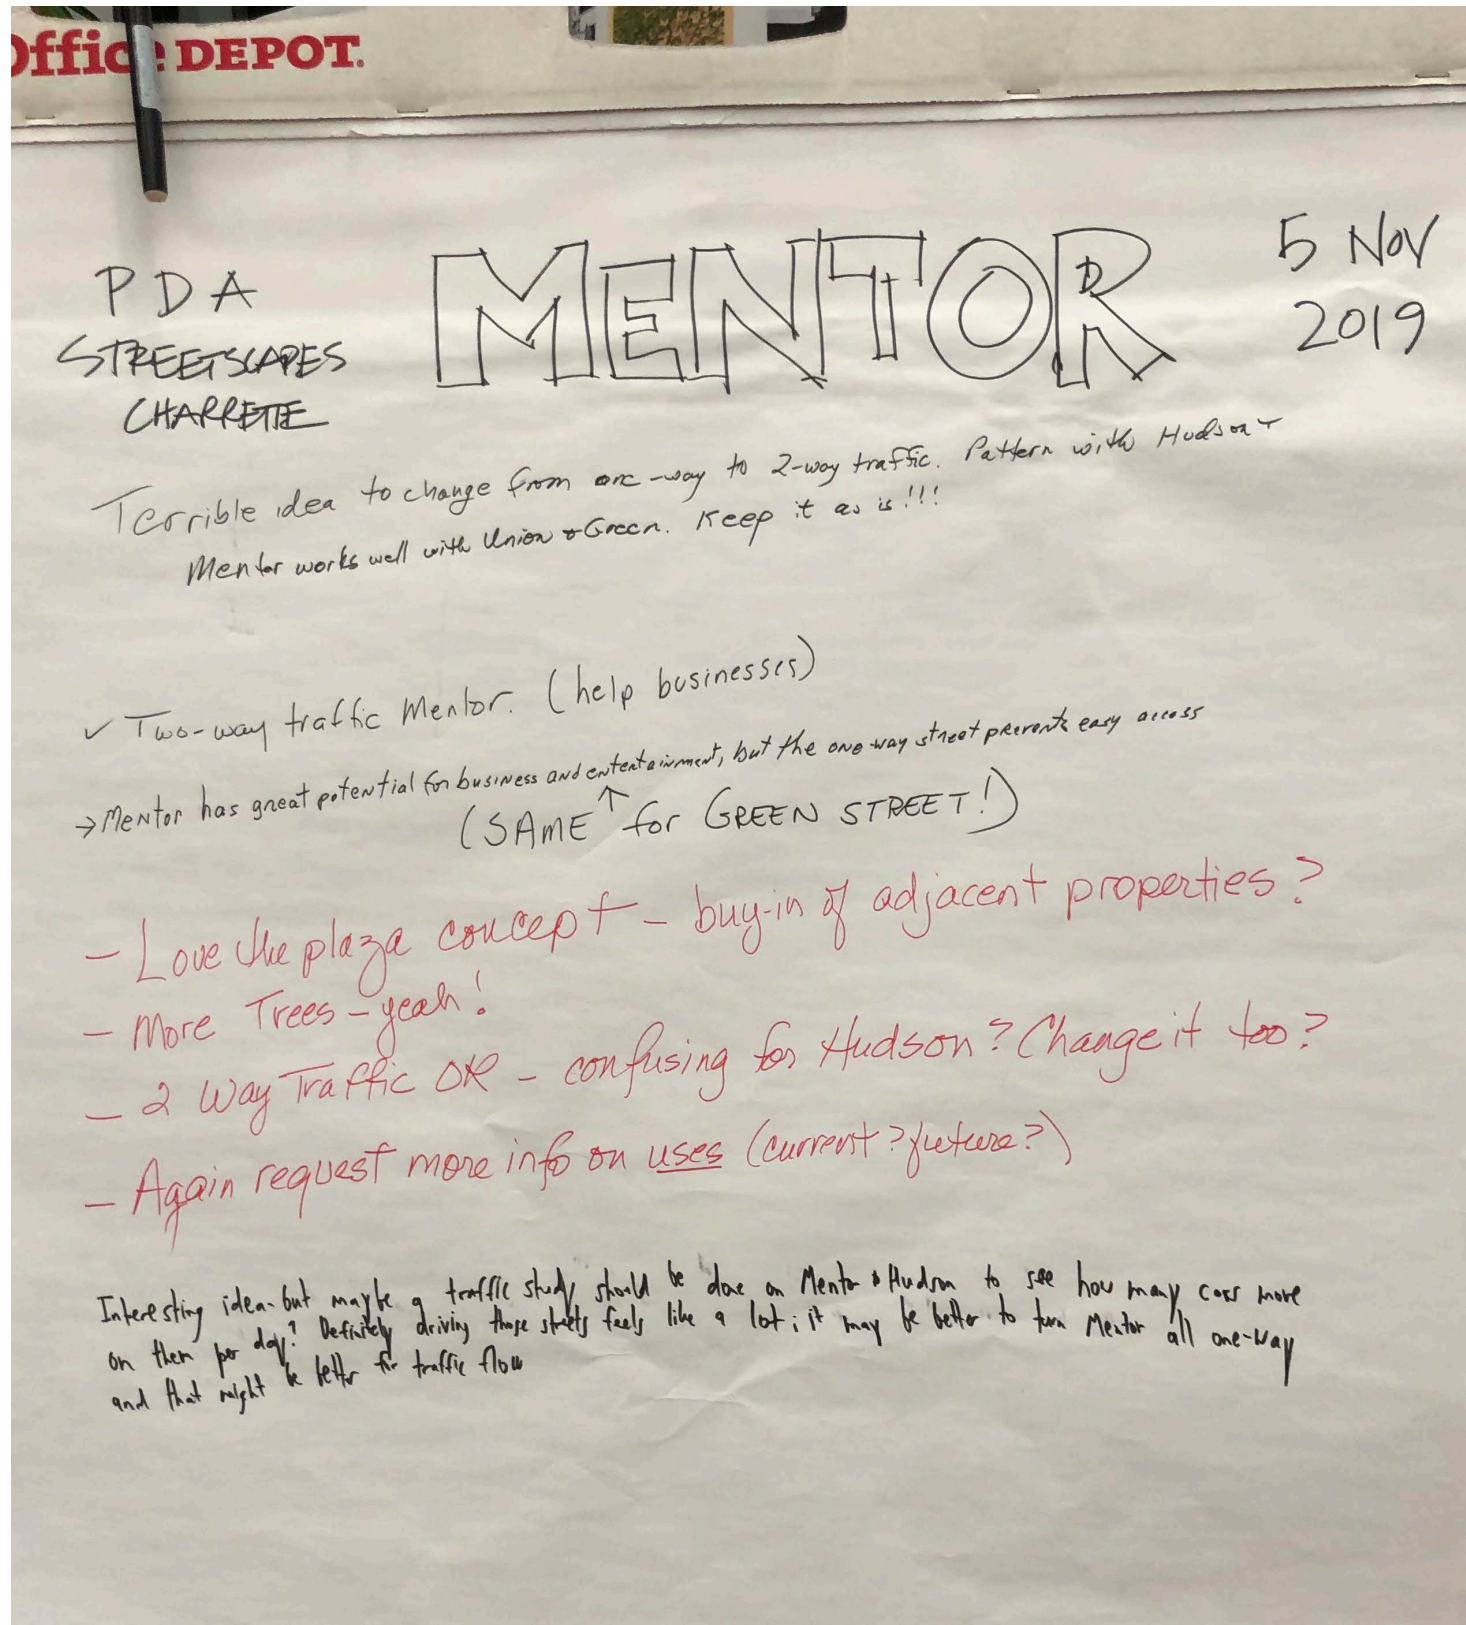 Office DEPOT.
PDA
STREETSCAPES
CHARRETTE
MENTOR
5 NOV
2019
Terrible idea to change from one-way to 2-way traffic. Pattern with Hudson +
Mentor works well with Union & Green. Keep it as is!!!
✓ Two-way traffic Mentor. (help businesses)
→ Mentor has great potential for business and entertainment, but the one way street prevents easy access
(SAME ↑ for GREEN STREET!)
- Love the plaza concept - buy-in of adjacent properties?
- More Trees - yeah!
- 2 Way Traffic OK - confusing for Hudson? Change it too?
- Again request more info on uses (current? future?)
Interesting idea - but maybe a traffic study should be done on Mentor & Hudson to see how many cars move
on them per day? Definitely driving those streets feels like a lot; it may be better to turn Mentor all one-way
and that might be better for traffic flow